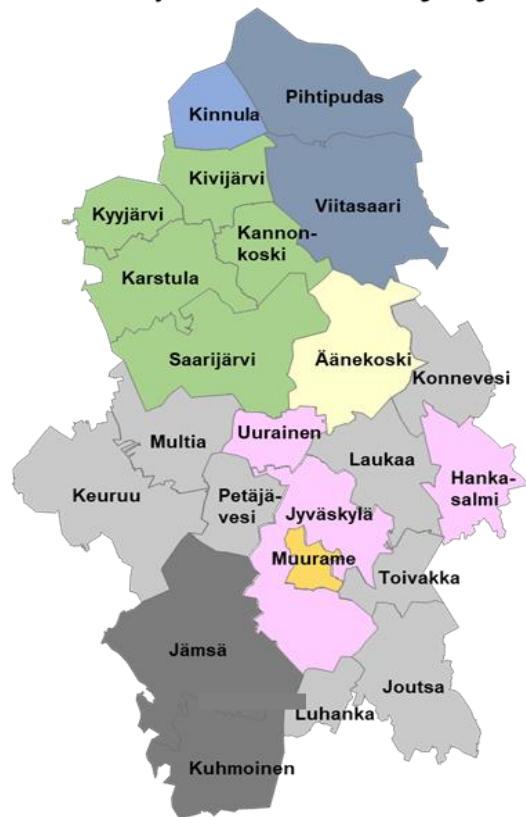 Pihtipudas
Kinnula
Kivijärvi
Viitasaari
Kyyjärvi
Kannon-
koski
Karstula
Saarijärvi
Äänekoski
Konnevesi
Uurainen
Multia
Laukaa
Hanka-
salmi
Keuruu
Petäjä-
vesi
Jyväskylä
Muurame
Toivakka
Jämsä
Joutsa
Luhanka
Kuhmoinen